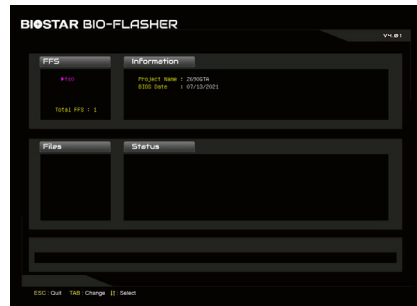 BIOSTAR BIO-FLASHER
V4.01
FFS
Information
Project Name : Z690GTA
BIOS Date : 07/13/2021
Total FFS : 1
Files
Status
ESC : Quit TAB : Change ↕ : Select